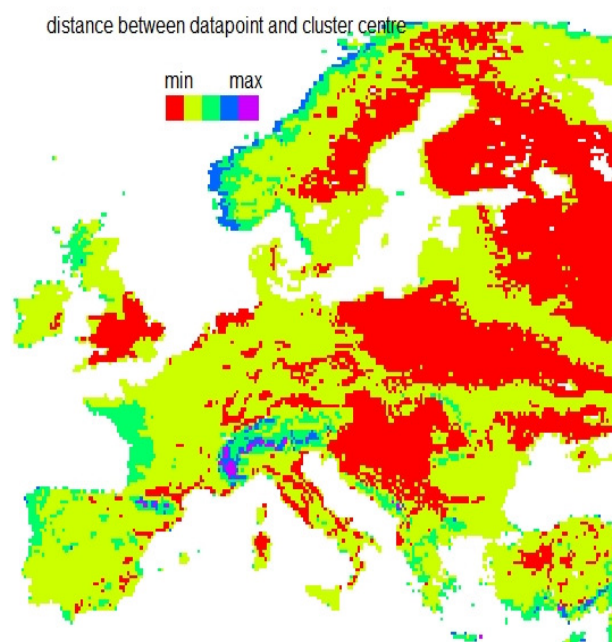 distance between datapoint and cluster centre
min max